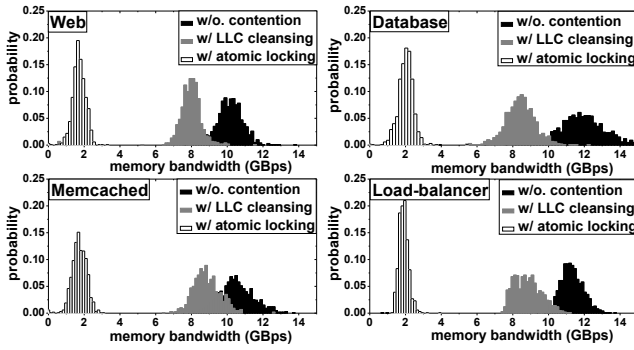 Web
w/o. contention
w/ LLC cleansing
w/ atomic locking
probability
0.25
0.20
0.15
0.10
0.05
0.00
0 2 4 6 8 10 12 14
memory bandwidth (GBps)
Database
w/o. contention
w/ LLC cleansing
w/ atomic locking
probability
0.25
0.20
0.15
0.10
0.05
0.00
0 2 4 6 8 10 12 14
memory bandwidth (GBps)
Memcached
w/o. contention
w/ LLC cleansing
w/ atomic locking
probability
0.25
0.20
0.15
0.10
0.05
0.00
0 2 4 6 8 10 12 14
memory bandwidth (GBps)
Load-balancer
w/o. contention
w/ LLC cleansing
w/ atomic locking
probability
0.25
0.20
0.15
0.10
0.05
0.00
0 2 4 6 8 10 12 14
memory bandwidth (GBps)